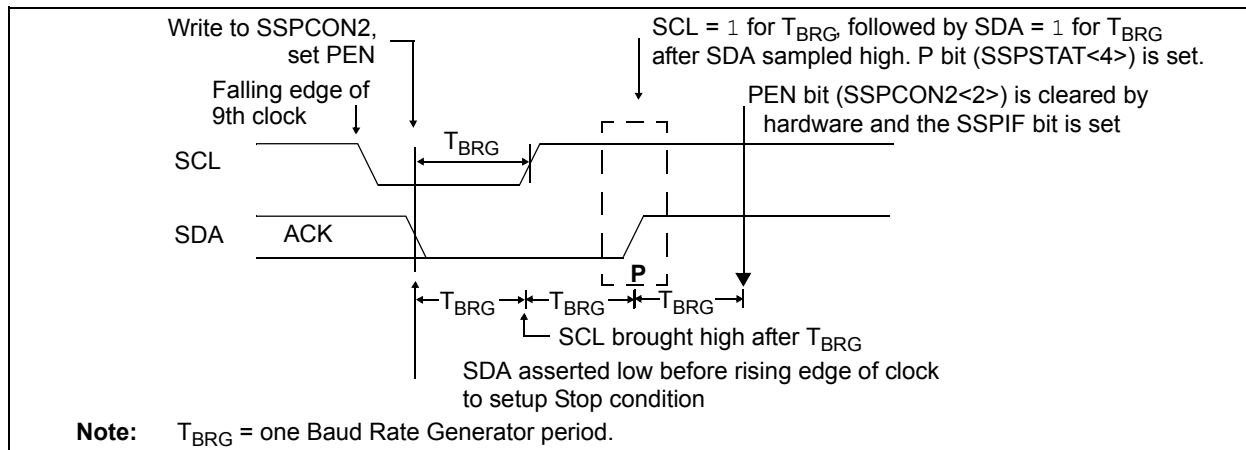 Write to SSPCON2,
set PEN
SCL = 1 for TBRG, followed by SDA = 1 for TBRG
after SDA sampled high. P bit (SSPSTAT<4>) is set.
Falling edge of
9th clock
PEN bit (SSPCON2<2>) is cleared by
hardware and the SSPIF bit is set
TBRG
SCL
SDA
ACK
P
TBRG
TBRG
TBRG
SCL brought high after TBRG
SDA asserted low before rising edge of clock
to setup Stop condition
Note: TBRG = one Baud Rate Generator period.